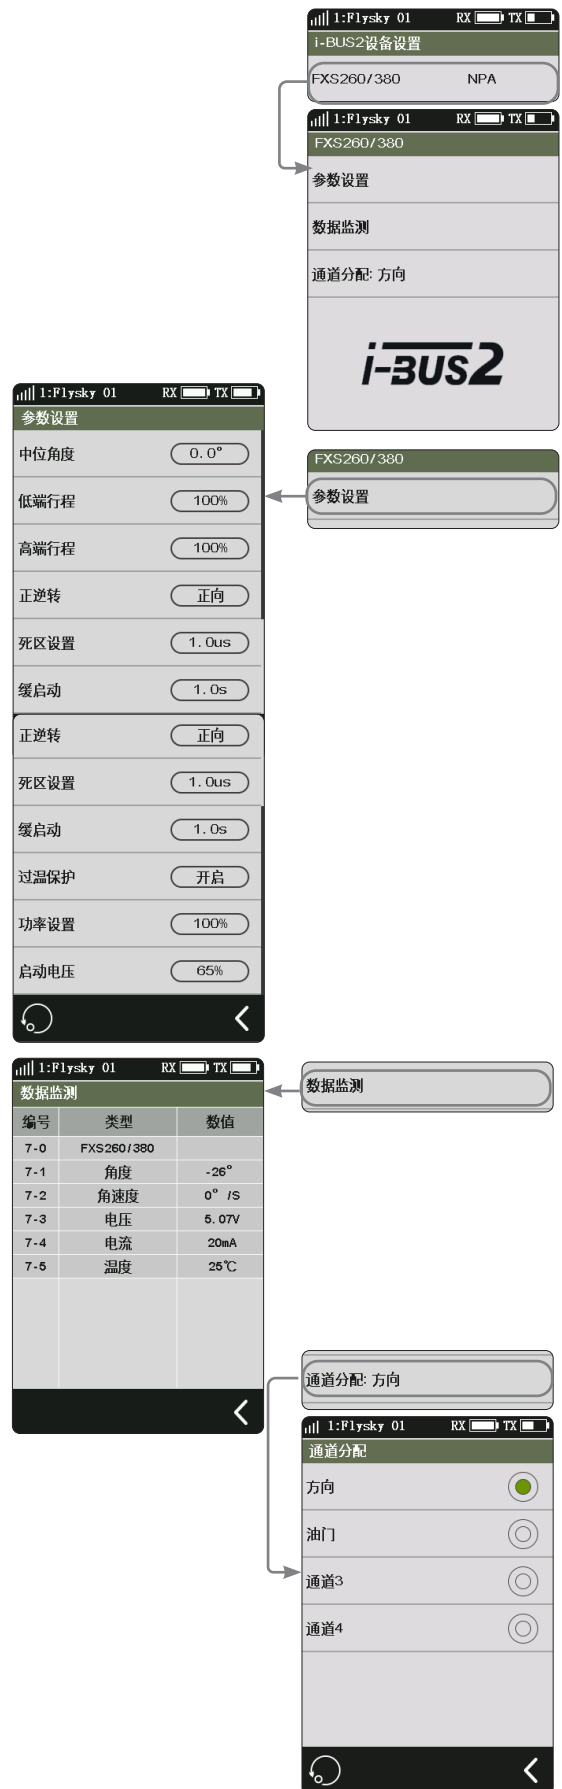 1:Flysky 01 RX TX
i-BUS2设备设置
FXS260/380 NPA
1:Flysky 01 RX TX
FXS260/380
参数设置
数据监测
通道分配: 方向
i-BUS2
1:Flysky 01 RX TX
参数设置
中位角度 0.0°
低端行程 100%
高端行程 100%
正逆转 正向
死区设置 1.0us
缓启动 1.0s
正逆转 正向
死区设置 1.0us
缓启动 1.0s
过温保护 开启
功率设置 100%
启动电压 65%
FXS260/380
参数设置
1:Flysky 01 RX TX
数据监测
编号 类型 数值
7-0 FXS260/380
7-1 角度 -26°
7-2 角速度 0° /S
7-3 电压 5.07V
7-4 电流 20mA
7-5 温度 25℃
数据监测
通道分配: 方向
1:Flysky 01 RX TX
通道分配
方向
油门
通道3
通道4